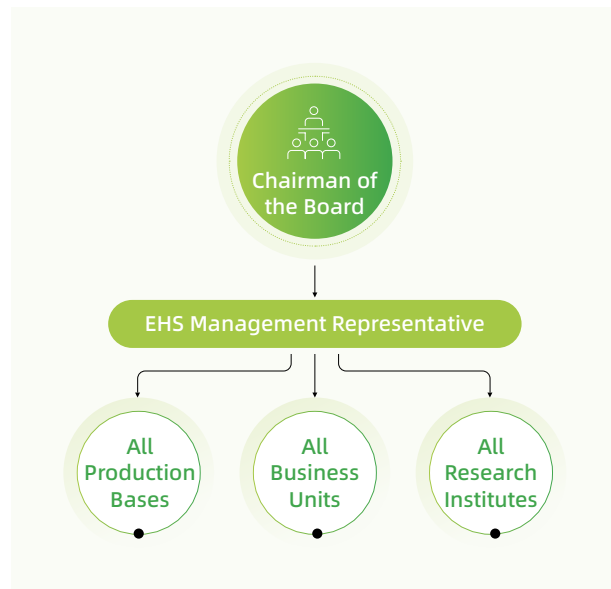 Chairman of
the Board
EHS Management Representative
All
Production
Bases
All
Business
Units
All
Research
Institutes